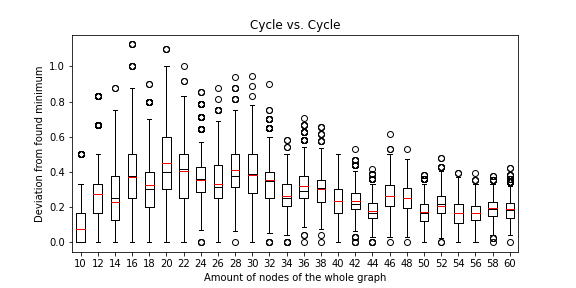 Cycle vs. Cycle
Deviation from found minimum
1.0
0.8
0.6
0.4
0.2
0.0
10 12 14 16 18 20 22 24 26 28 30 32 34 36 38 40 42 44 46 48 50 52 54 56 58 60
Amount of nodes of the whole graph